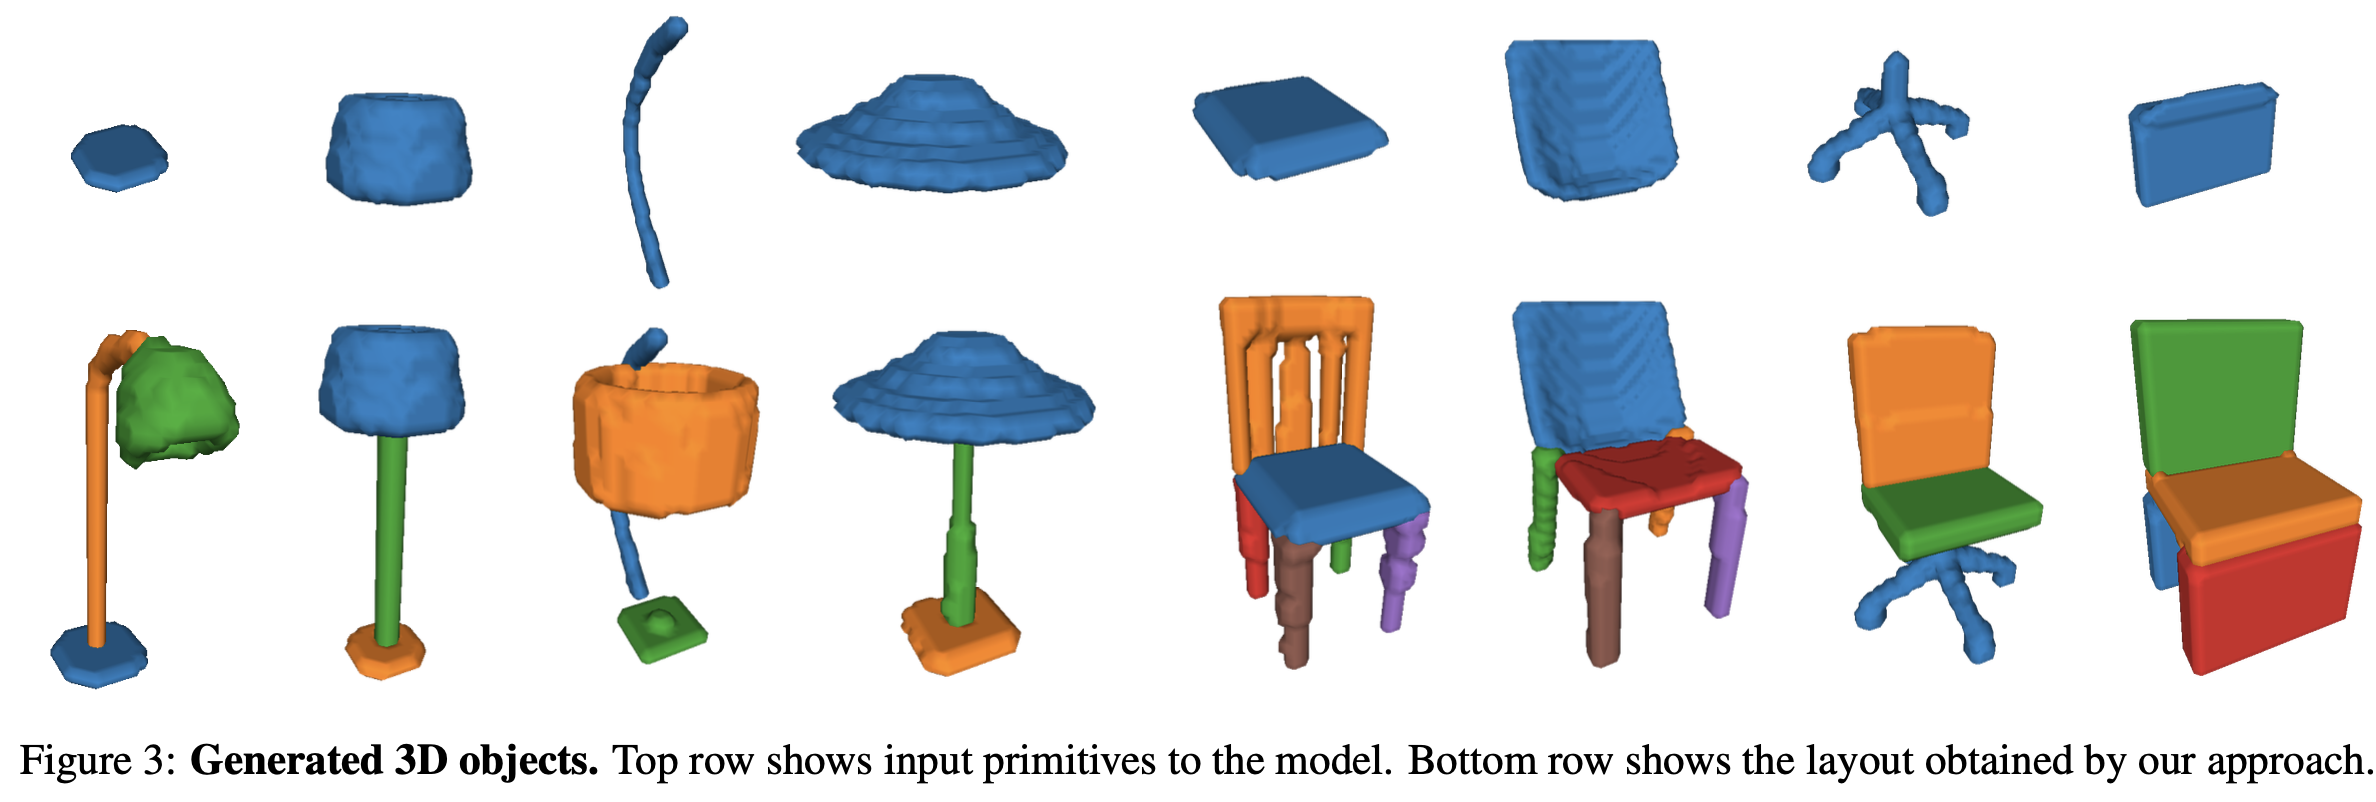 Figure 3: Generated 3D objects. Top row shows input primitives to the model. Bottom row shows the layout obtained by our approach.